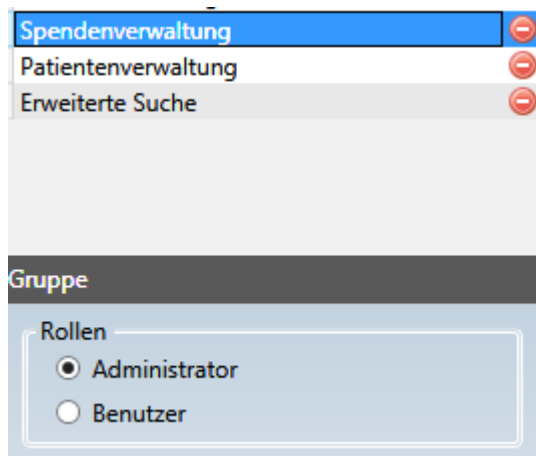 Spendenverwaltung
Patientenverwaltung
Erweiterte Suche
Gruppe
Rollen
Administrator
Benutzer